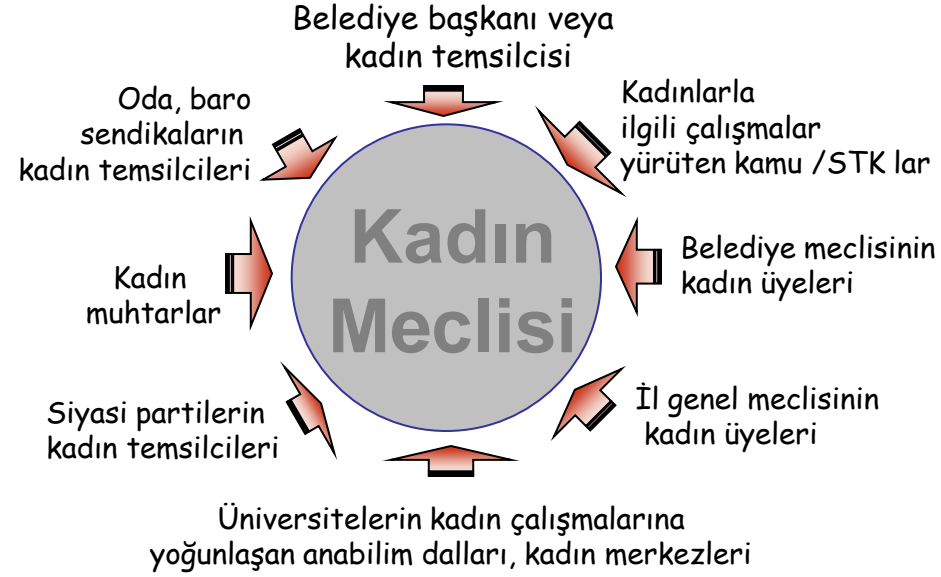 Belediye başkanı veya
kadın temsilcisi
Oda, baro
sendikaların
kadın temsilcileri
Kadınlarla
ilgili çalışmalar
yürüten kamu /STK lar
Kadın
Meclisi
Belediye meclisinin
kadın üyeleri
Kadın
muhtarlar
İl genel meclisinin
kadın üyeleri
Siyasi partilerin
kadın temsilcileri
Üniversitelerin kadın çalışmalarına
yoğunlaşan anabilim dalları, kadın merkezleri